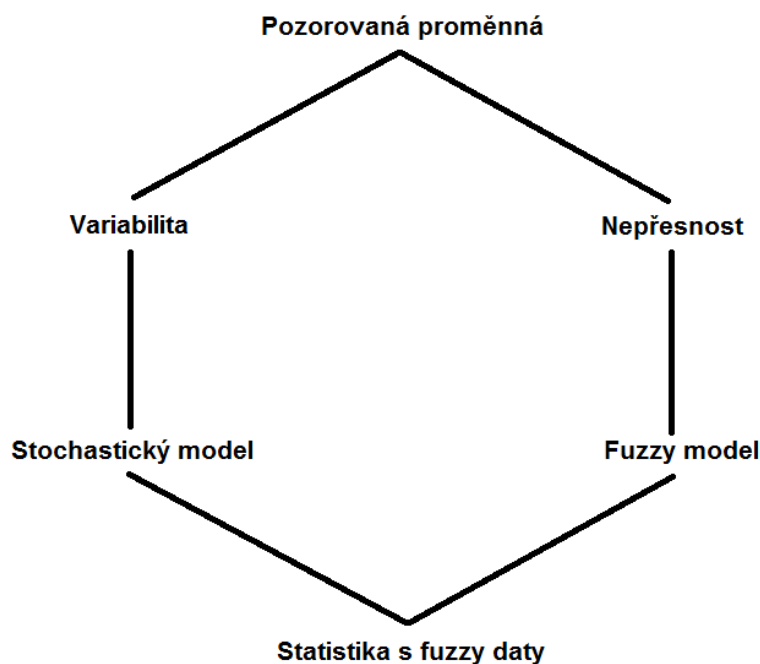 Pozorovaná proměnná
Variabilita
Nepřesnost
Stochastický model
Fuzzy model
Statistika s fuzzy daty